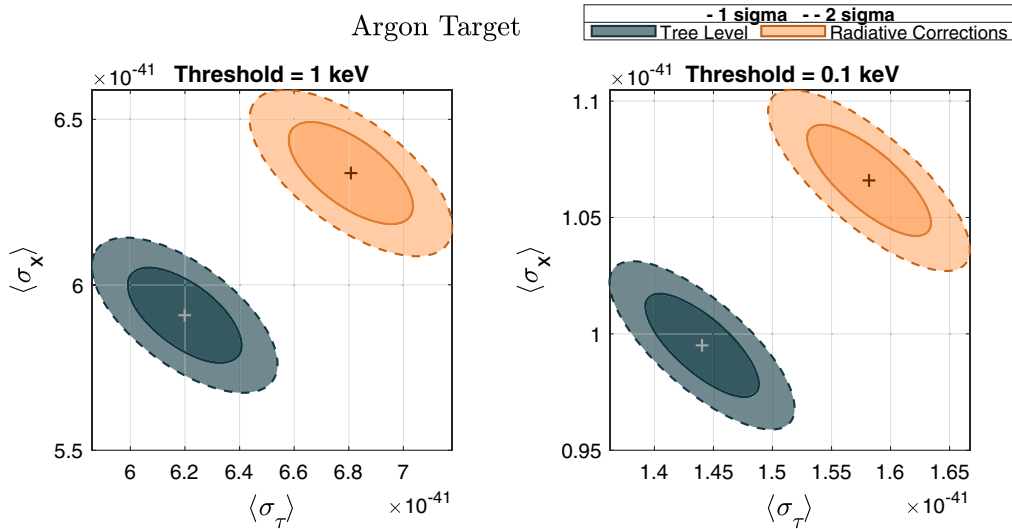 Argon Target
- 1 sigma - - 2 sigma
Tree Level Radiative Corrections
×10⁻⁴¹
Threshold = 1 keV
6.5
6
5.5
⟨σₓ⟩
6 6.2 6.4 6.6 6.8 7
×10⁻⁴¹
⟨σ_τ⟩
×10⁻⁴¹
Threshold = 0.1 keV
1.1
1.05
1
0.95
⟨σₓ⟩
1.4 1.45 1.5 1.55 1.6 1.65
×10⁻⁴¹
⟨σ_τ⟩